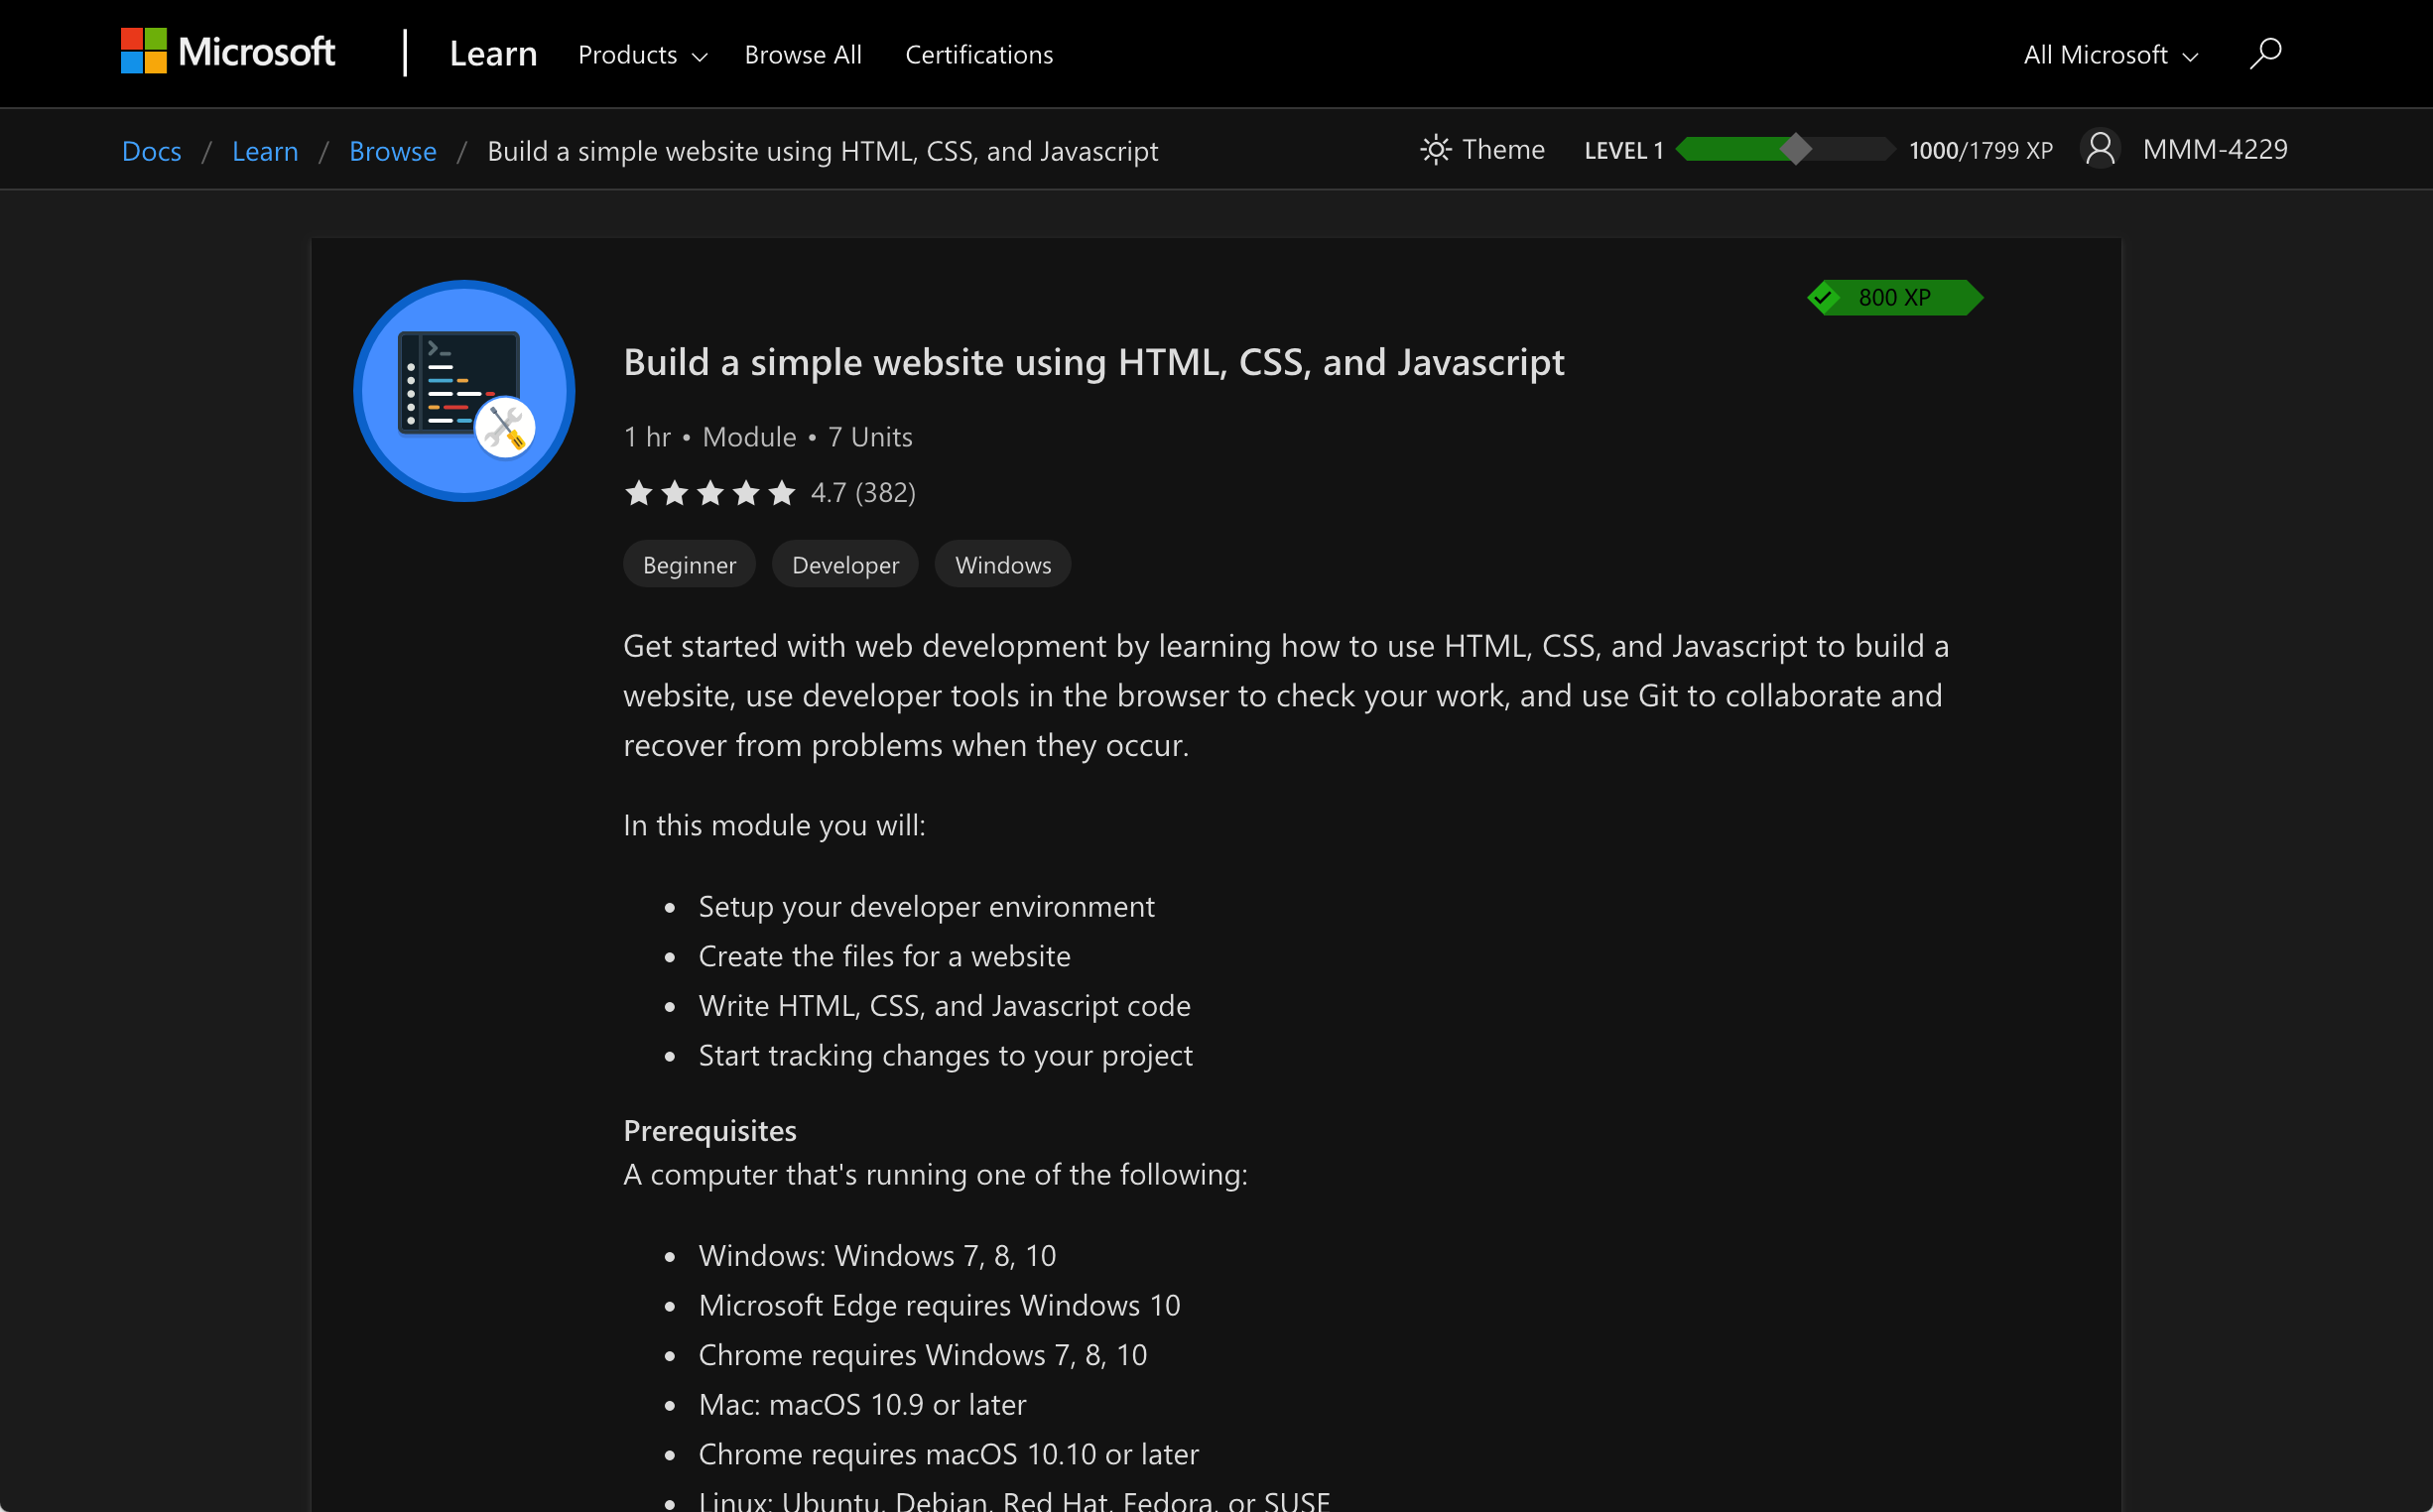 Microsoft | Learn Products Browse All Certifications All Microsoft
Docs / Learn / Browse / Build a simple website using HTML, CSS, and Javascript Theme LEVEL 1 1000/1799 XP MMM-4229
800 XP
Build a simple website using HTML, CSS, and Javascript
1 hr • Module • 7 Units
4.7 (382)
Beginner Developer Windows
Get started with web development by learning how to use HTML, CSS, and Javascript to build a
website, use developer tools in the browser to check your work, and use Git to collaborate and
recover from problems when they occur.
In this module you will:
• Setup your developer environment
• Create the files for a website
• Write HTML, CSS, and Javascript code
• Start tracking changes to your project
Prerequisites
A computer that's running one of the following:
• Windows: Windows 7, 8, 10
• Microsoft Edge requires Windows 10
• Chrome requires Windows 7, 8, 10
• Mac: macOS 10.9 or later
• Chrome requires macOS 10.10 or later
• Linux: Ubuntu, Debian, Red Hat, Fedora, or SUSE